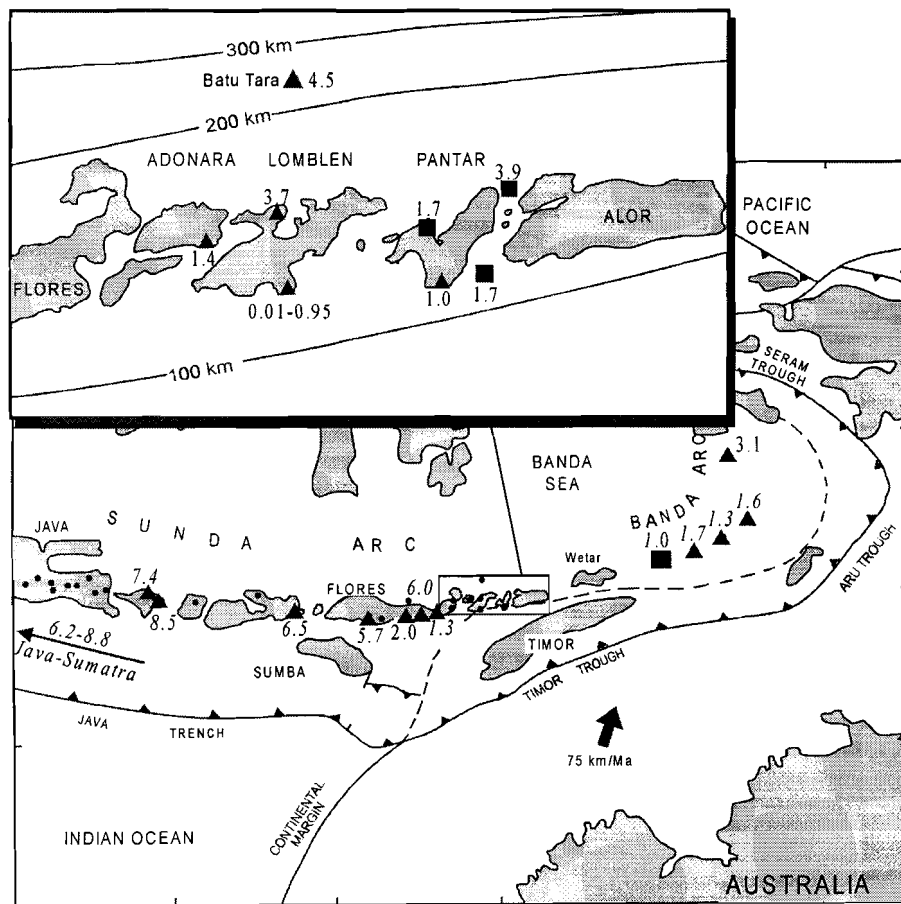 300 km
Batu Tara 4.5
200 km
ADONARA LOMBLEN PANTAR
3.9
3.7
1.7
ALOR
1.4
FLORES
1.0
1.7
0.01-0.95
100 km
PACIFIC
OCEAN
SERAM
TROUGH
BANDA
SEA
BANDA ARC
3.1
1.6
1.3
1.7
1.0
JAVA
SUNDA ARC
Wetar
ARU TROUGH
7.4
FLORES 6.0
8.5
6.5
5.7
2.0
1.3
6.2-8.8
Java-Sumatra
SUMBA
TIMOR
TIMOR TROUGH
JAVA TRENCH
75 km/Ma
CONTINENTAL
MARGIN
INDIAN OCEAN
AUSTRALIA